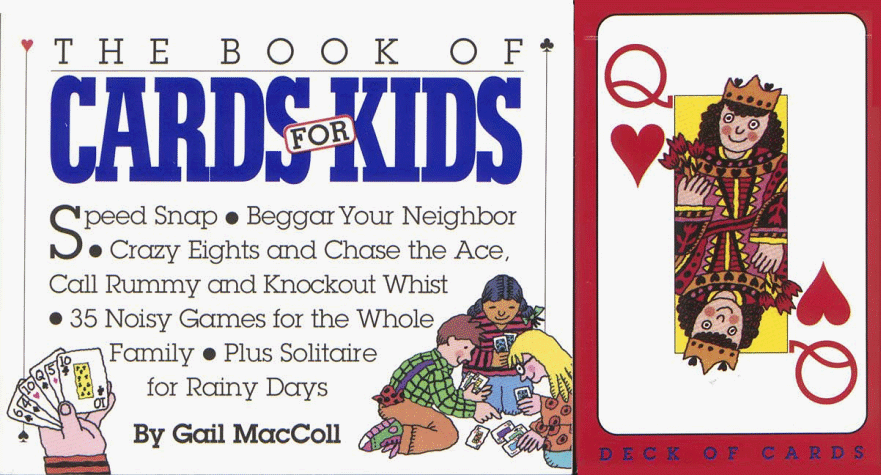 THE BOOK OF
CARDS FOR KIDS
Speed Snap • Beggar Your Neighbor
• Crazy Eights and Chase the Ace,
Call Rummy and Knockout Whist
• 35 Noisy Games for the Whole
Family • Plus Solitaire
for Rainy Days
By Gail MacColl
Q
Q
DECK OF CARDS